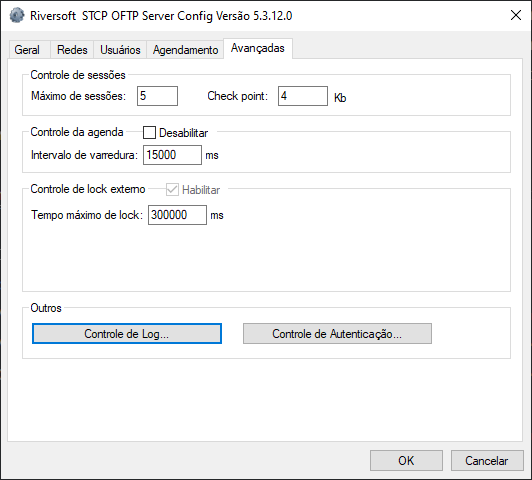 Riversoft STCP OFTP Server Config Versão 5.3.12.0
Geral Redes Usuários Agendamento Avançadas
Controle de sessões
Máximo de sessões: 5 Check point: 4 Kb
Controle da agenda Desabilitar
Intervalo de varredura: 15000 ms
Controle de lock externo Habilitar
Tempo máximo de lock: 300000 ms
Outros
Controle de Log... Controle de Autenticação...
OK Cancelar